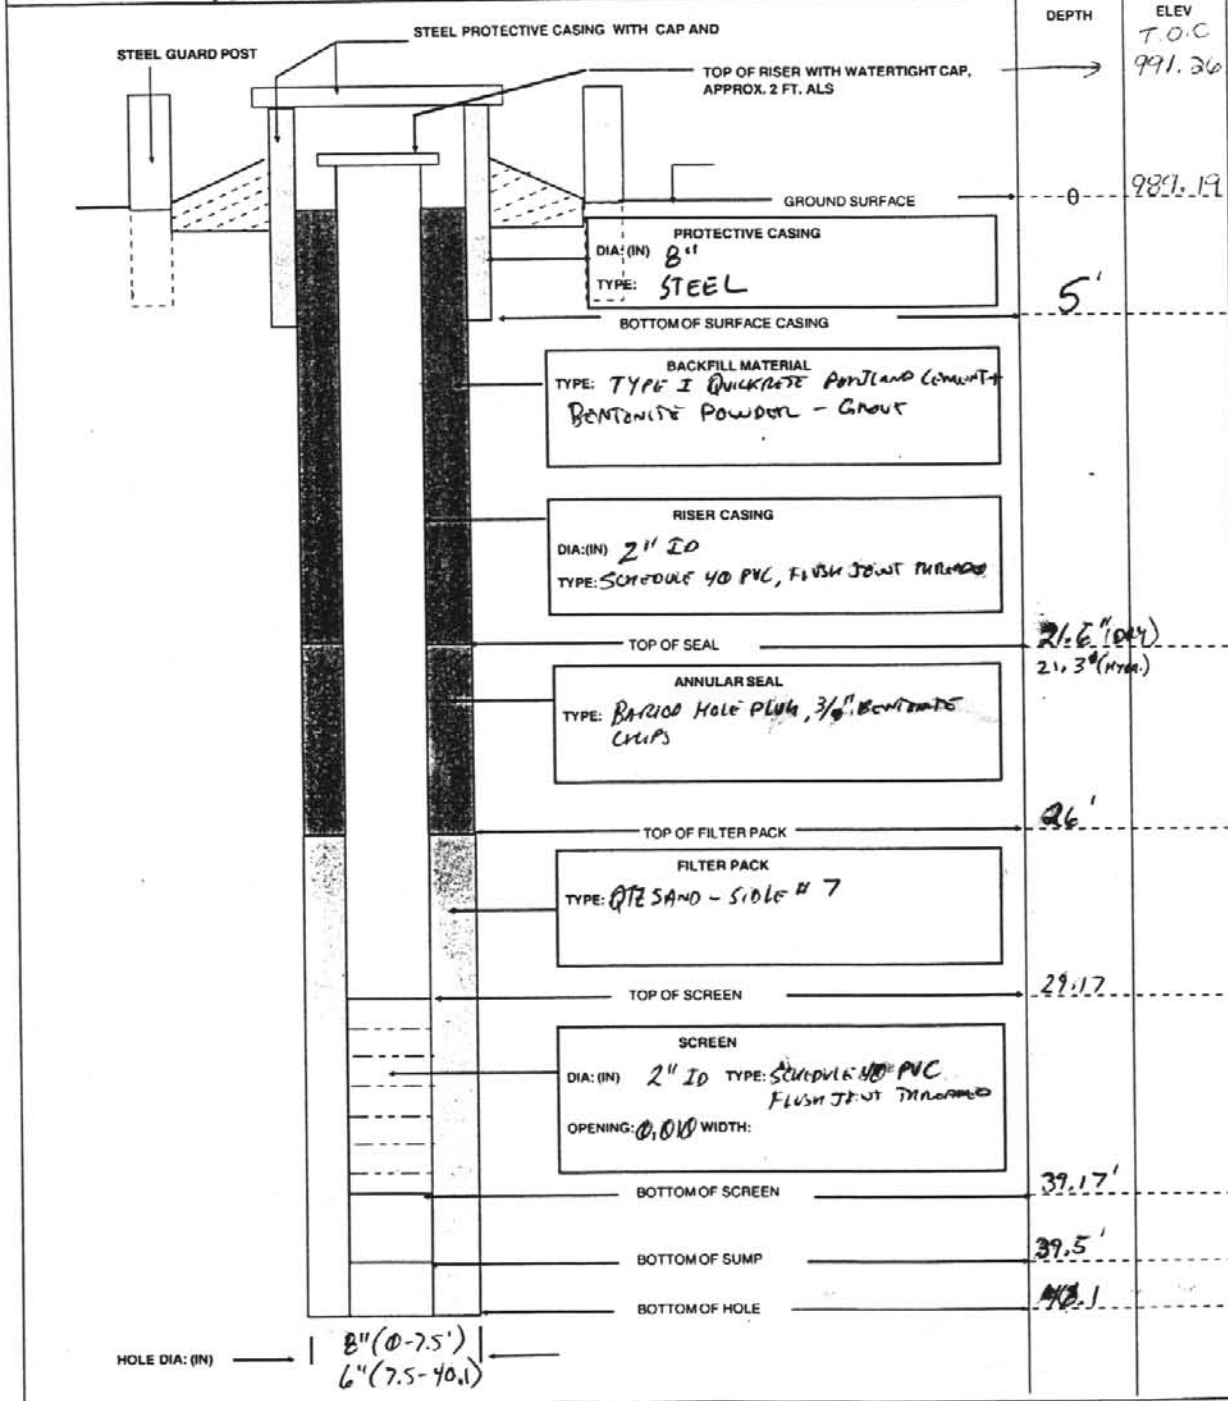 DEPTH
ELEV
T.O.C
991.36
STEEL PROTECTIVE CASING WITH CAP AND
STEEL GUARD POST
TOP OF RISER WITH WATERTIGHT CAP,
APPROX. 2 FT. ALS
GROUND SURFACE
0
989.19
PROTECTIVE CASING
DIA: (IN) 8"
TYPE: STEEL
5'
BOTTOM OF SURFACE CASING
BACKFILL MATERIAL
TYPE: TYPE I QUICKRETE PORTLAND CEMENT +
BENTONITE POWDER - GROUT
RISER CASING
DIA:(IN) 2" ID
TYPE: SCHEDULE 40 PVC, FLUSH JOINT THREADED
TOP OF SEAL
21.6" (DRY)
21.3" (HYDR.)
ANNULAR SEAL
TYPE: BAROID HOLE PLUG, 3/8" BENTONITE
CHIPS
26'
TOP OF FILTER PACK
FILTER PACK
TYPE: QTZ SAND - SIDLE # 7
TOP OF SCREEN
29.17
SCREEN
DIA: (IN) 2" ID TYPE: SCHEDULE 40 PVC
FLUSH JOINT THREADED
OPENING: 0.010 WIDTH:
BOTTOM OF SCREEN
39.17'
BOTTOM OF SUMP
39.5'
BOTTOM OF HOLE
40.1
HOLE DIA: (IN)
8" (0-7.5')
6" (7.5-40.1)